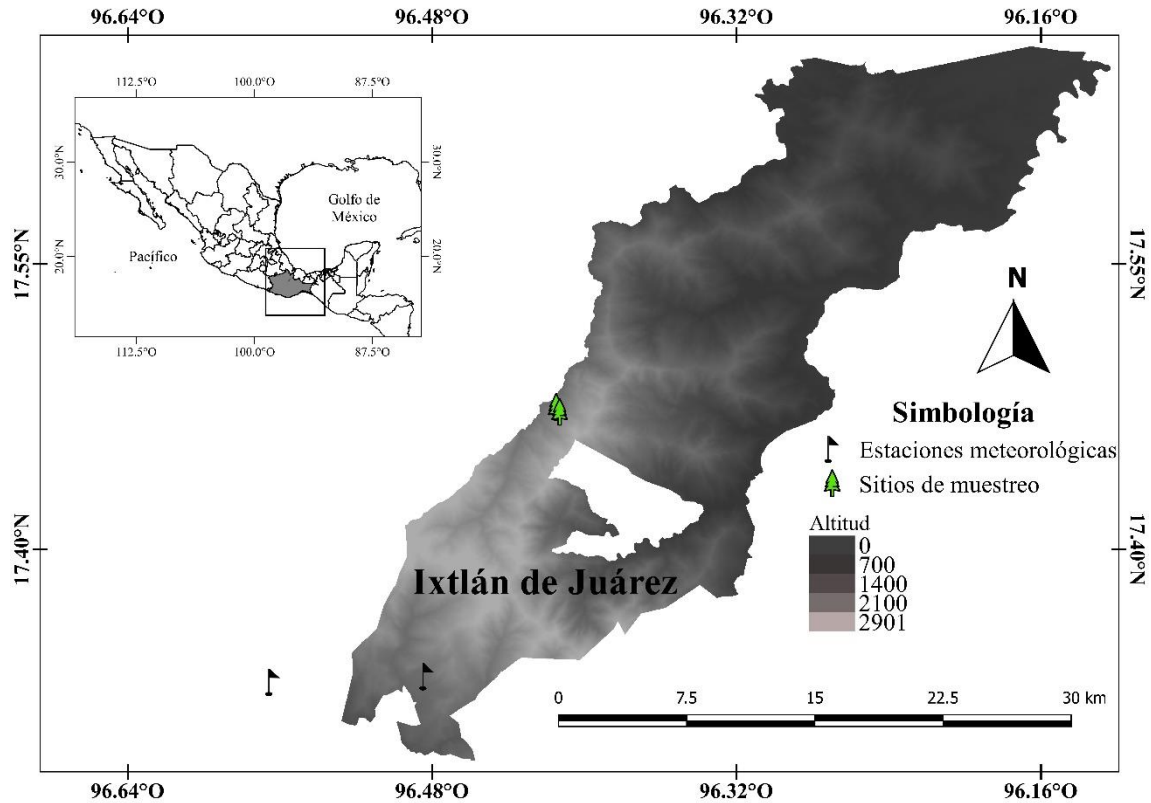 96.64°O 96.48°O 96.32°O 96.16°O
112.5°O 100.0°O 87.5°O
30.0°N 30.0°N
Golfo de
México
Pacífico
20.0°N 20.0°N
112.5°O 100.0°O 87.5°O
17.55°N 17.55°N
N
Simbología
Estaciones meteorológicas
Sitios de muestreo
Altitud
0
700
1400
2100
2901
17.40°N 17.40°N
Ixtlán de Juárez
0 7.5 15 22.5 30 km
96.64°O 96.48°O 96.32°O 96.16°O